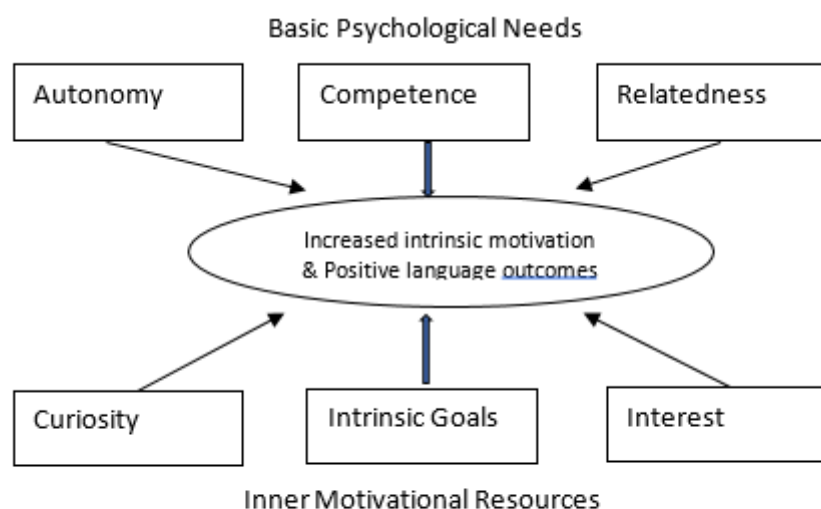 Basic Psychological Needs
Autonomy
Competence
Relatedness
Increased intrinsic motivation
& Positive language outcomes
Curiosity
Intrinsic Goals
Interest
Inner Motivational Resources